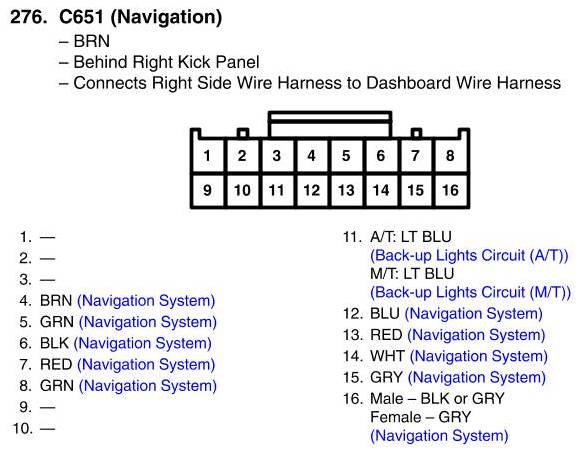 276. C651 (Navigation)
– BRN
– Behind Right Kick Panel
– Connects Right Side Wire Harness to Dashboard Wire Harness
1 2 3 4 5 6 7 8
9 10 11 12 13 14 15 16
1. —
2. —
3. —
4. BRN (Navigation System)
5. GRN (Navigation System)
6. BLK (Navigation System)
7. RED (Navigation System)
8. GRN (Navigation System)
9. —
10. —
11. A/T: LT BLU
(Back-up Lights Circuit (A/T))
M/T: LT BLU
(Back-up Lights Circuit (M/T))
12. BLU (Navigation System)
13. RED (Navigation System)
14. WHT (Navigation System)
15. GRY (Navigation System)
16. Male – BLK or GRY
Female – GRY
(Navigation System)